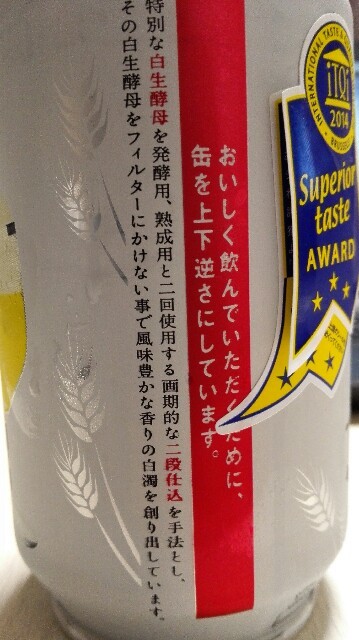 おいしく飲んでいただくために、
缶を上下逆さにしています。
特別な白生酵母を発酵用、熟成用と二回使用する画期的な二段仕込を手法とし、
その白生酵母をフィルターにかけない事で風味豊かな香りの白濁を創り出しています。
INTERNATIONAL TASTE &
iTQi
2014
BRUSSELS
Superior
taste
AWARD